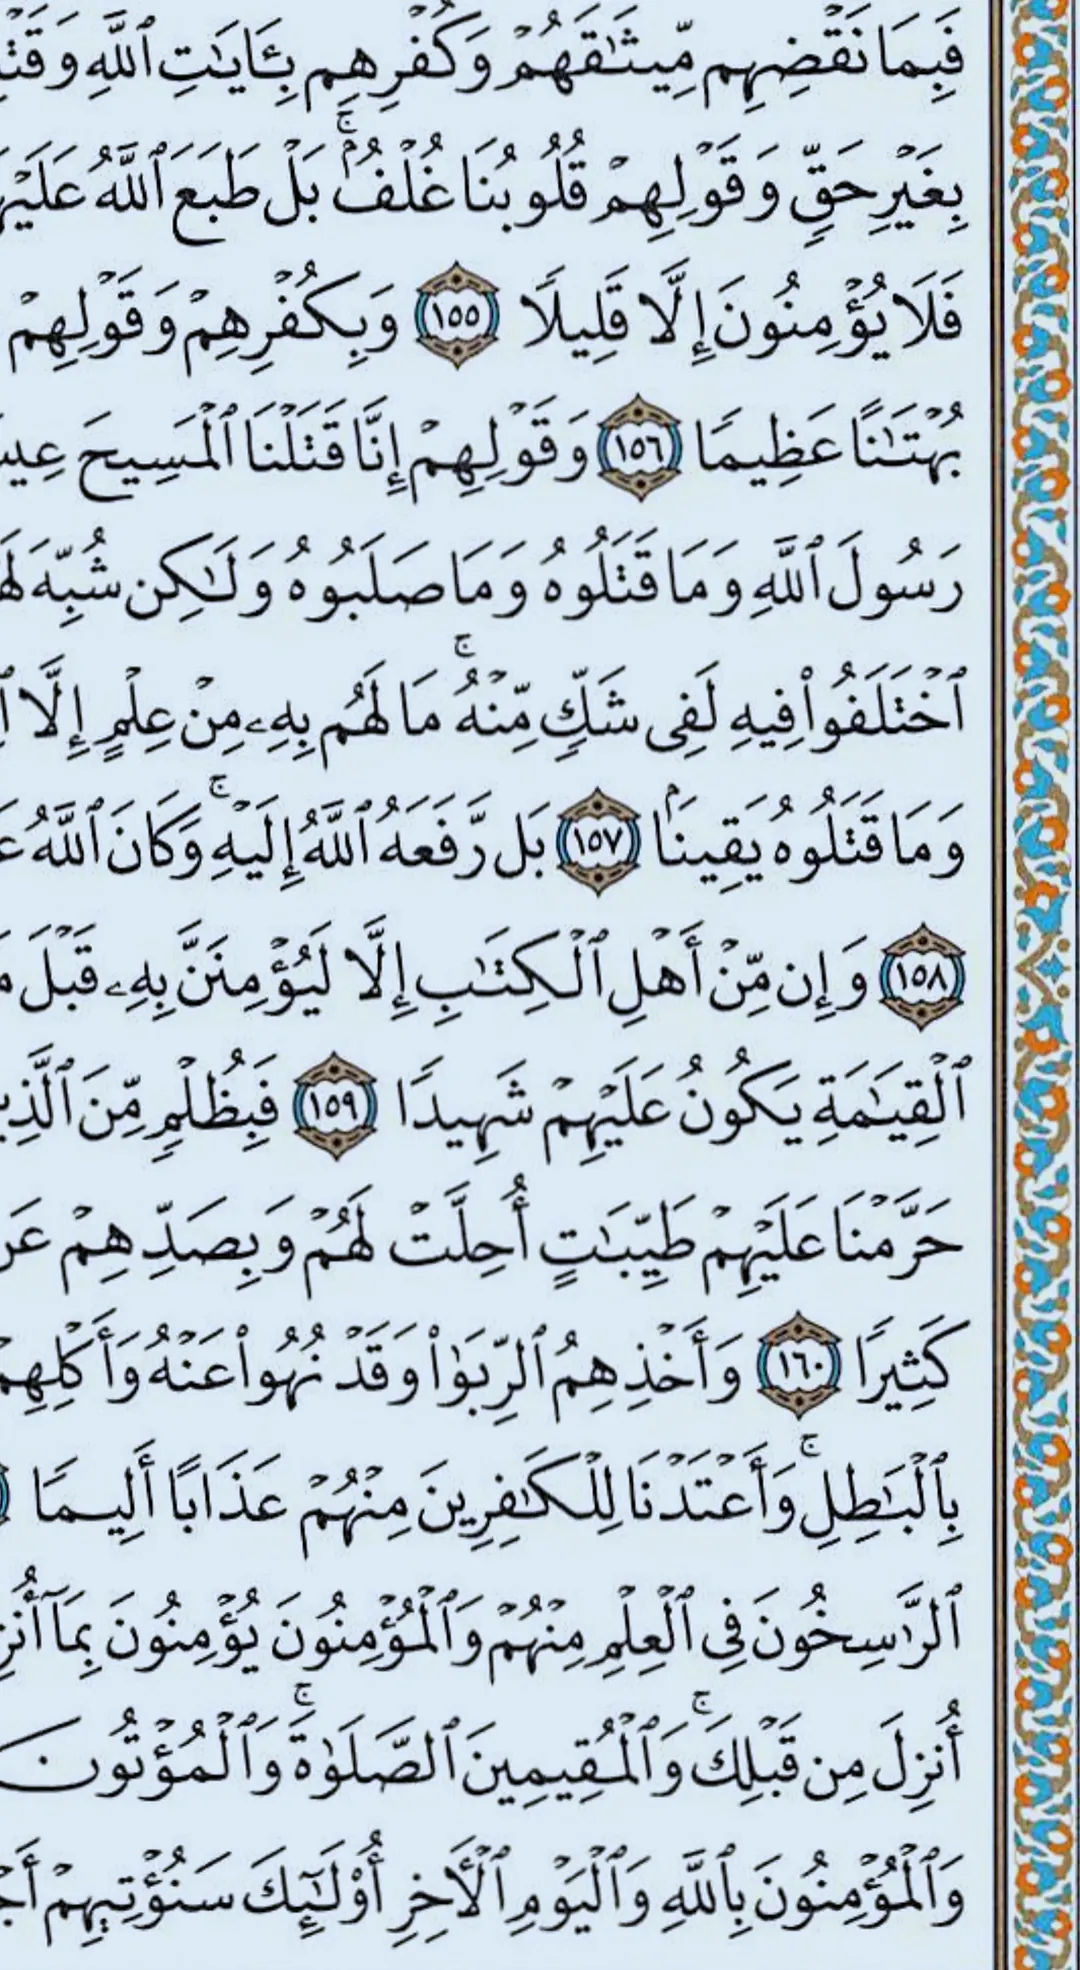 فَبِمَا نَقْضِهِم مِّيثَـٰقَهُمْ وَكُفْرِهِم بِـَٔايَـٰتِ ٱللَّهِ
بِغَيْرِ حَقٍّ وَقَوْلِهِمْ قُلُوبُنَا غُلْفُۢ ۚ بَلْ طَبَعَ ٱللَّهُ
فَلَا يُؤْمِنُونَ إِلَّا قَلِيلًا ١٥٥ وَبِكُفْرِهِمْ وَقَوْلِهِمْ
بُهْتَـٰنًا عَظِيمًا ١٥٦ وَقَوْلِهِمْ إِنَّا قَتَلْنَا ٱلْمَسِيحَ
رَسُولَ ٱللَّهِ وَمَا قَتَلُوهُ وَمَا صَلَبُوهُ وَلَـٰكِن شُبِّهَ
ٱخْتَلَفُوا۟ فِيهِ لَفِى شَكٍّ مِّنْهُ ۚ مَا لَهُم بِهِۦ مِنْ عِلْمٍ إِلَّا
وَمَا قَتَلُوهُ يَقِينَۢا ١٥٧ بَل رَّفَعَهُ ٱللَّهُ إِلَيْهِ ۚ وَكَانَ ٱللَّهُ
١٥٨ وَإِن مِّنْ أَهْلِ ٱلْكِتَـٰبِ إِلَّا لَيُؤْمِنَنَّ بِهِۦ قَبْلَ
ٱلْقِيَـٰمَةِ يَكُونُ عَلَيْهِمْ شَهِيدًا ١٥٩ فَبِظُلْمٍ مِّنَ
حَرَّمْنَا عَلَيْهِمْ طَيِّبَـٰتٍ أُحِلَّتْ لَهُمْ وَبِصَدِّهِمْ
كَثِيرًا ١٦٠ وَأَخْذِهِمُ ٱلرِّبَوٰا۟ وَقَدْ نُهُوا۟ عَنْهُ
بِٱلْبَـٰطِلِ ۚ وَأَعْتَدْنَا لِلْكَـٰفِرِينَ مِنْهُمْ عَذَابًا أَلِيمًا
ٱلرَّٰسِخُونَ فِى ٱلْعِلْمِ مِنْهُمْ وَٱلْمُؤْمِنُونَ يُؤْمِنُونَ بِمَآ
أُنزِلَ مِن قَبْلِكَ ۚ وَٱلْمُقِيمِينَ ٱلصَّلَوٰةَ ۚ وَٱلْمُؤْتُونَ
وَٱلْمُؤْمِنُونَ بِٱللَّهِ وَٱلْيَوْمِ ٱلْـَٔاخِرِ أُو۟لَـٰٓئِكَ سَنُؤْتِيهِمْ